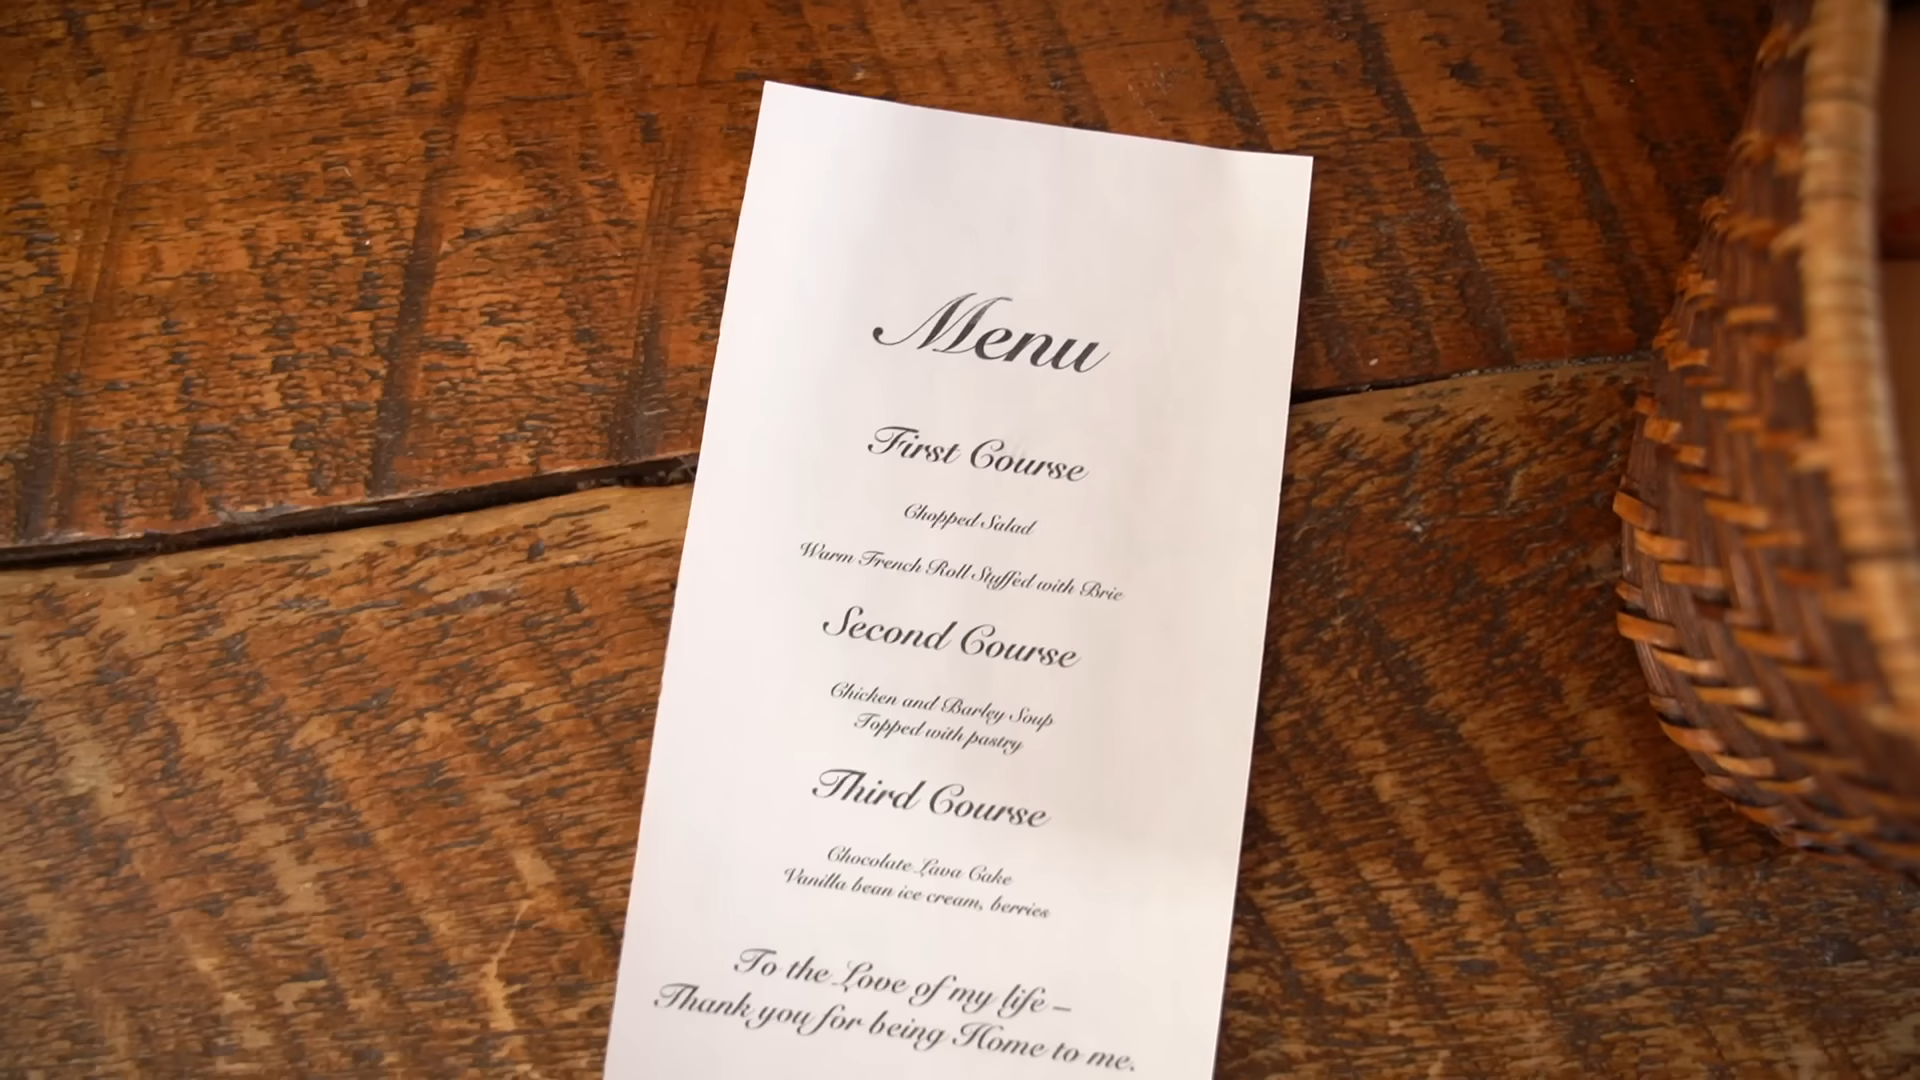 Menu
First Course
Chopped Salad
Warm French Roll Stuffed with Brie
Second Course
Chicken and Barley Soup
Topped with pastry
Third Course
Chocolate Lava Cake
Vanilla bean ice cream, berries
To the Love of my life –
Thank you for being Home to me.